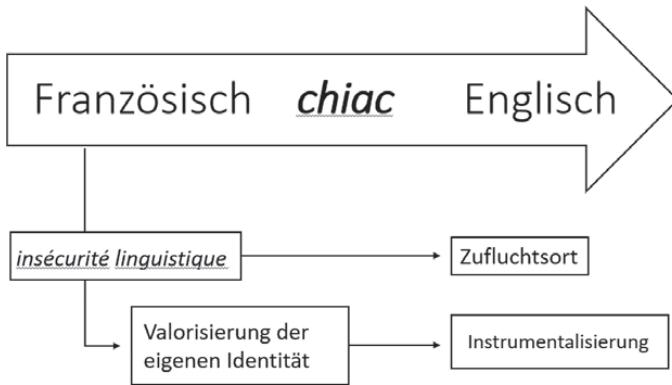 Französisch chiac Englisch
insécurité linguistique
Zufluchtsort
Valorisierung der
eigenen Identität
Instrumentalisierung